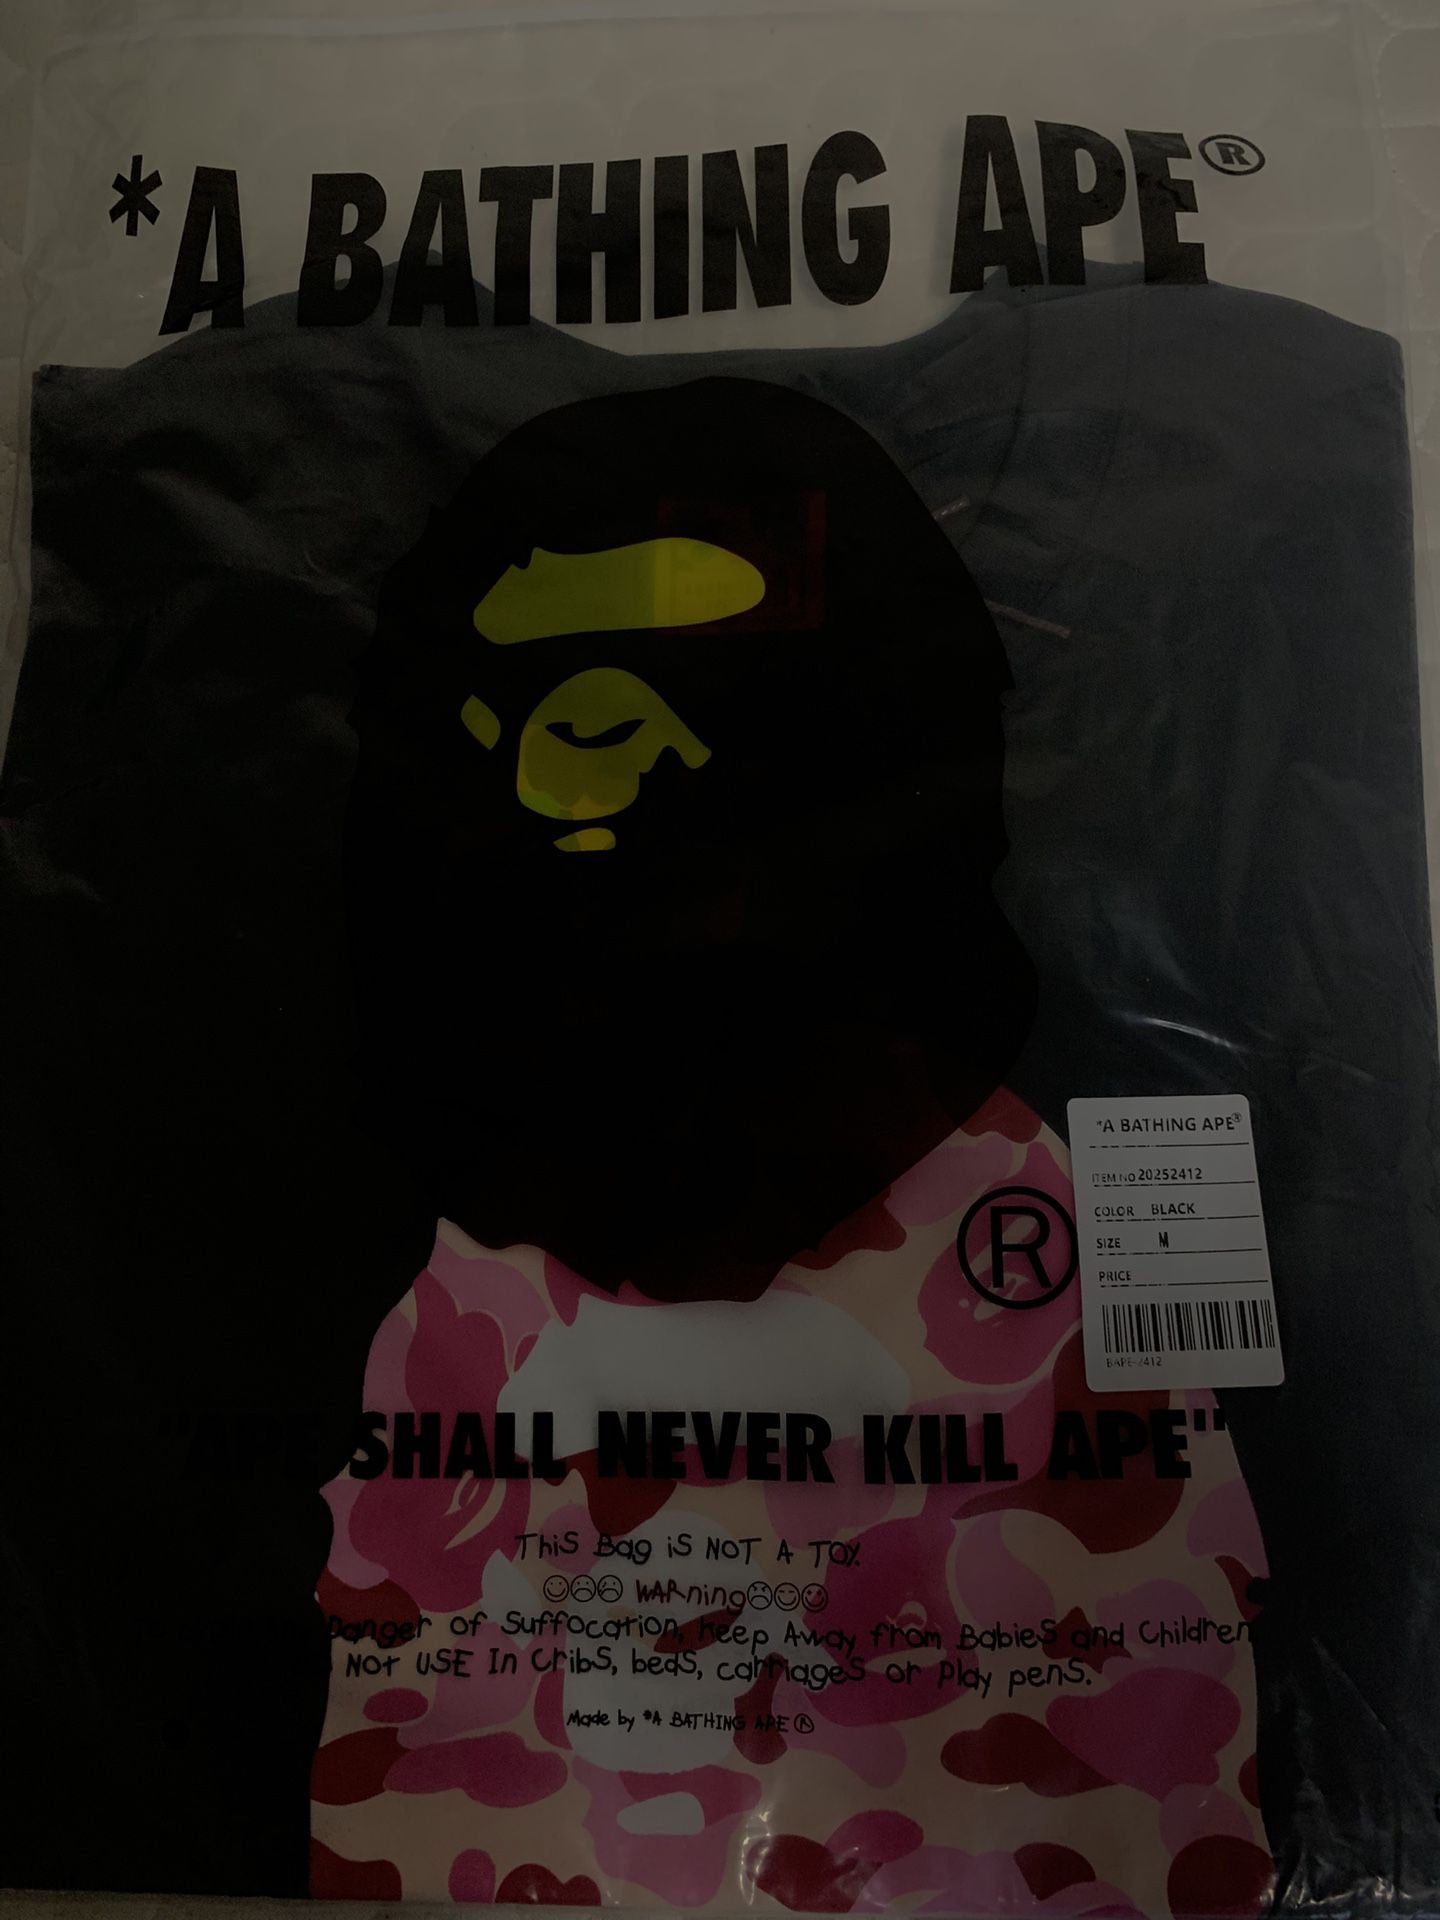 *A BATHING APE®
*A BATHING APE®
ITEM NO 20252412
COLOR BLACK
SIZE M
PRICE
BAPE-2412
®
"APE SHALL NEVER KILL APE"
This Bag iS NOT A TOY.
WARning
Danger of Suffocation, Keep Away from BabieS and Children
NOT USE In CribS, bedS, carriageS or Play penS.
Made by *A BATHING APE®